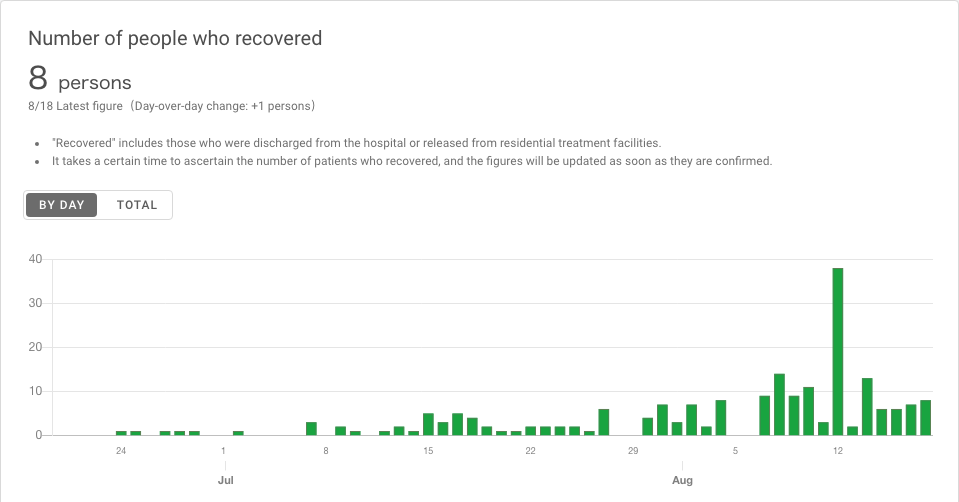 Number of people who recovered
8 persons
8/18 Latest figure（Day-over-day change: +1 persons）
• "Recovered" includes those who were discharged from the hospital or released from residential treatment facilities.
• It takes a certain time to ascertain the number of patients who recovered, and the figures will be updated as soon as they are confirmed.
BY DAY TOTAL
40
30
20
10
0
24 1 8 15 22 29 5 12
Jul Aug